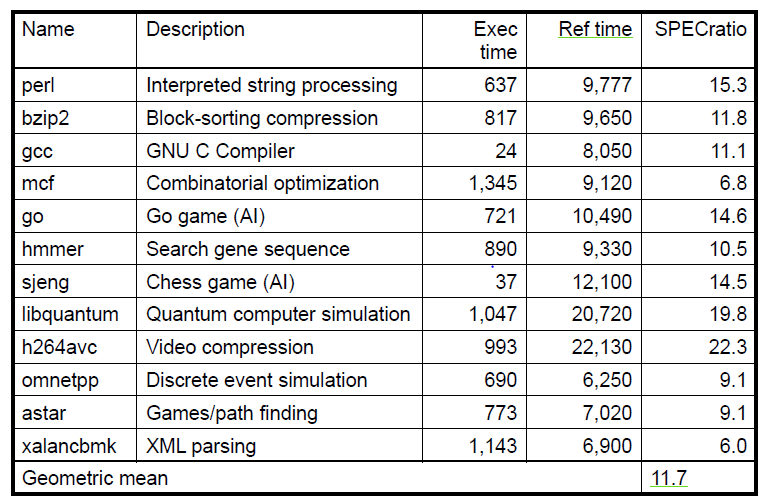 Name Description Exec time Ref time SPECratio
perl Interpreted string processing 637 9,777 15.3
bzip2 Block-sorting compression 817 9,650 11.8
gcc GNU C Compiler 24 8,050 11.1
mcf Combinatorial optimization 1,345 9,120 6.8
go Go game (AI) 721 10,490 14.6
hmmer Search gene sequence 890 9,330 10.5
sjeng Chess game (AI) 37 12,100 14.5
libquantum Quantum computer simulation 1,047 20,720 19.8
h264avc Video compression 993 22,130 22.3
omnetpp Discrete event simulation 690 6,250 9.1
astar Games/path finding 773 7,020 9.1
xalancbmk XML parsing 1,143 6,900 6.0
Geometric mean 11.7